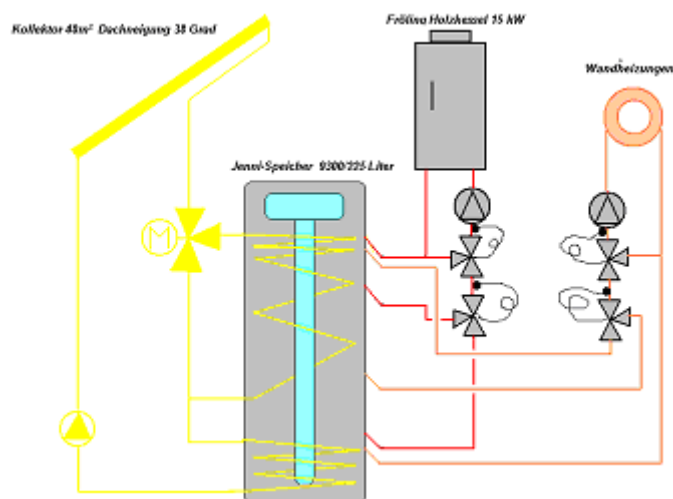 Kollektor 48m² Dachneigung 38 Grad
Fröling Holzkessel 15 kW
Wandheizungen
Jenni-Speicher 9300/225 Liter
M